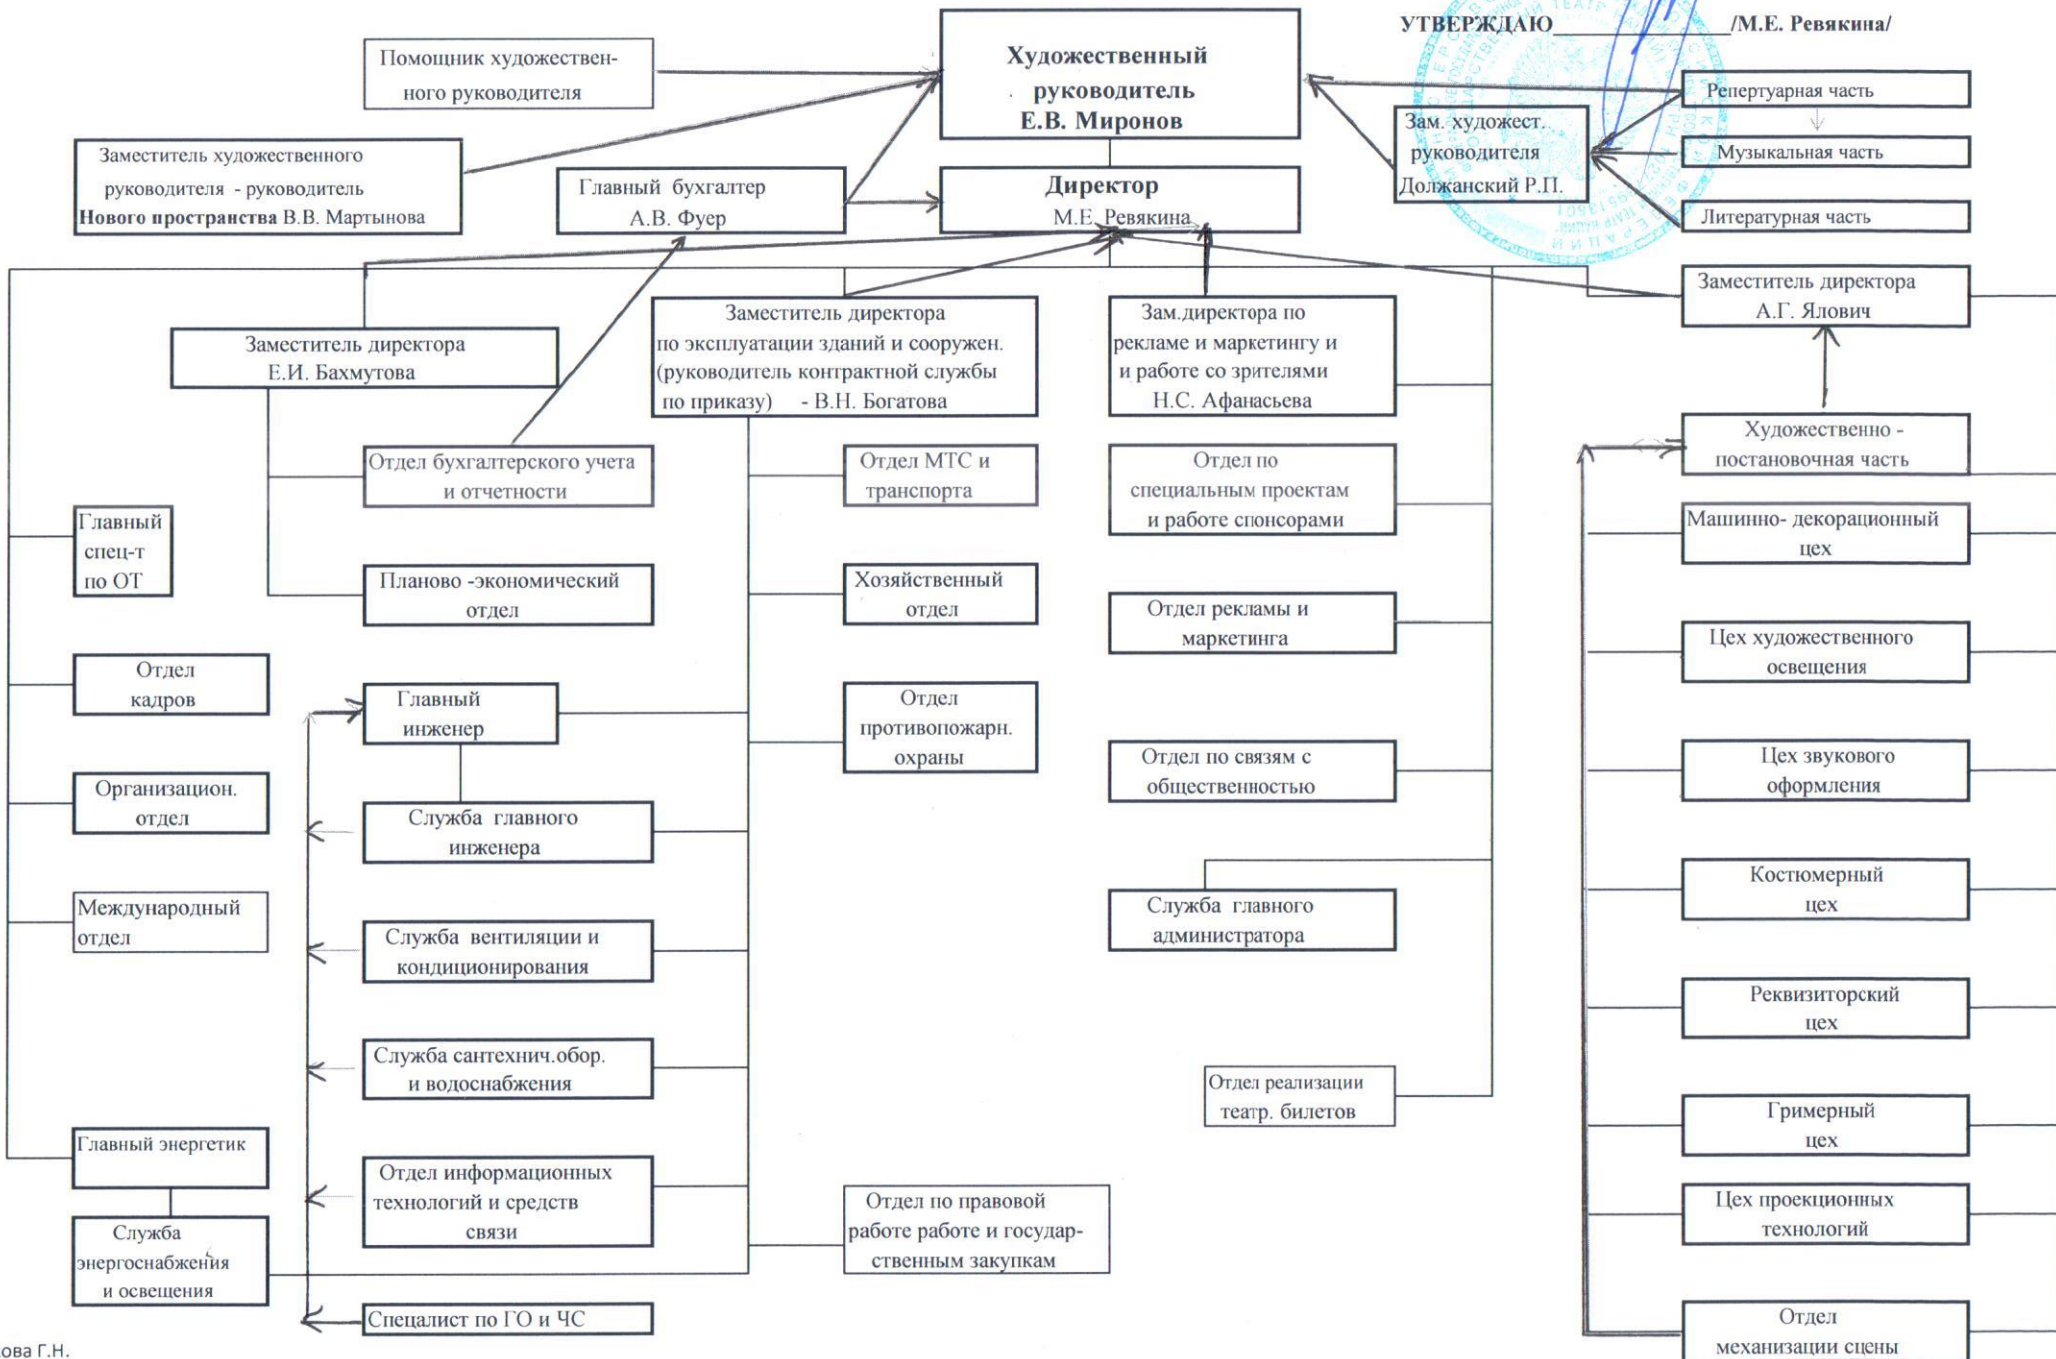 УТВЕРЖДАЮ____________/М.Е. Ревякина/
Помощник художествен-
ного руководителя
Художественный
руководитель
Е.В. Миронов
Репертуарная часть
Зам. художест.
руководителя
Должанский Р.П.
Музыкальная часть
Литературная часть
Заместитель художественного
руководителя - руководитель
Нового пространства В.В. Мартынова
Главный бухгалтер
А.В. Фуер
Директор
М.Е. Ревякина
Заместитель директора
Е.И. Бахмутова
Заместитель директора
по эксплуатации зданий и сооружен.
(руководитель контрактной службы
по приказу) - В.Н. Богатова
Зам.директора по
рекламе и маркетингу и
и работе со зрителями
Н.С. Афанасьева
Заместитель директора
А.Г. Ялович
Главный
спец-т
по ОТ
Отдел
кадров
Организацион.
отдел
Международный
отдел
Главный энергетик
Служба
энергоснабжения
и освещения
Отдел бухгалтерского учета
и отчетности
Планово -экономический
отдел
Главный
инженер
Служба главного
инженера
Служба вентиляции и
кондиционирования
Служба сантехнич.обор.
и водоснабжения
Отдел информационных
технологий и средств
связи
Спецалист по ГО и ЧС
Отдел МТС и
транспорта
Хозяйственный
отдел
Отдел
противопожарн.
охраны
Отдел по правовой
работе работе и государ-
ственным закупкам
Отдел по
специальным проектам
и работе спонсорами
Отдел рекламы и
маркетинга
Отдел по связям с
общественностью
Служба главного
администратора
Отдел реализации
театр. билетов
Художественно -
постановочная часть
Машинно- декорационный
цех
Цех художественного
освещения
Цех звукового
оформления
Костюмерный
цех
Реквизиторский
цех
Гримерный
цех
Цех проекционных
технологий
Отдел
механизации сцены
ова Г.Н.